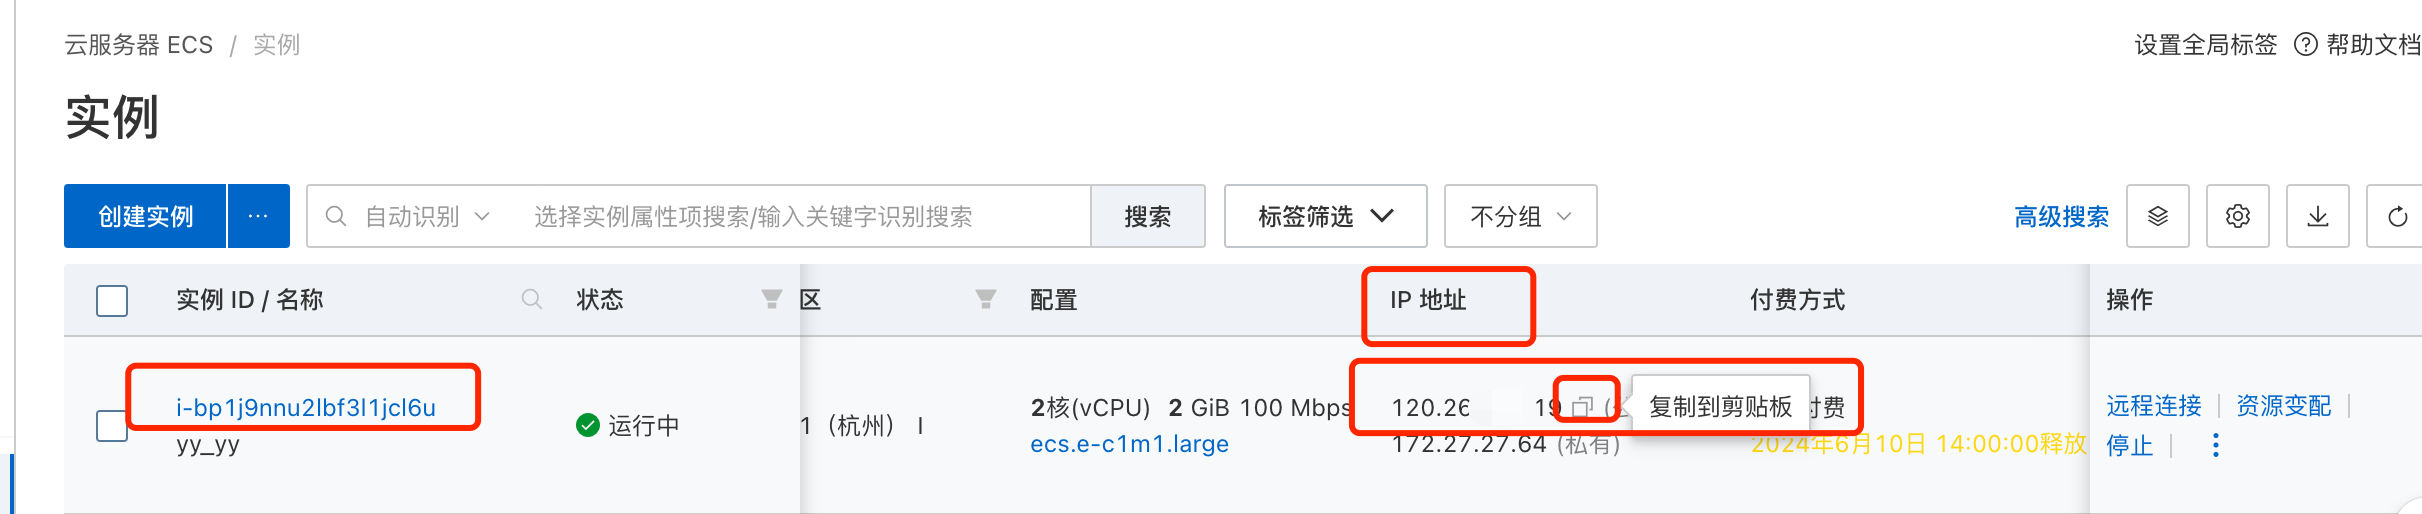 云服务器 ECS / 实例
设置全局标签 帮助文档
实例
创建实例 ... 自动识别 选择实例属性项搜索/输入关键字识别搜索 搜索 标签筛选 不分组 高级搜索
实例 ID / 名称 状态 区 配置 IP 地址 付费方式 操作
i-bp1j9nnu2lbf3l1jcl6u
yy_yy
运行中
1（杭州） I
2核(vCPU) 2 GiB 100 Mbps
ecs.e-c1m1.large
120.26 19 复制到剪贴板 付费
172.27.27.64 (私有)
2024年6月10日 14:00:00释放
远程连接 | 资源变配 |
停止 |